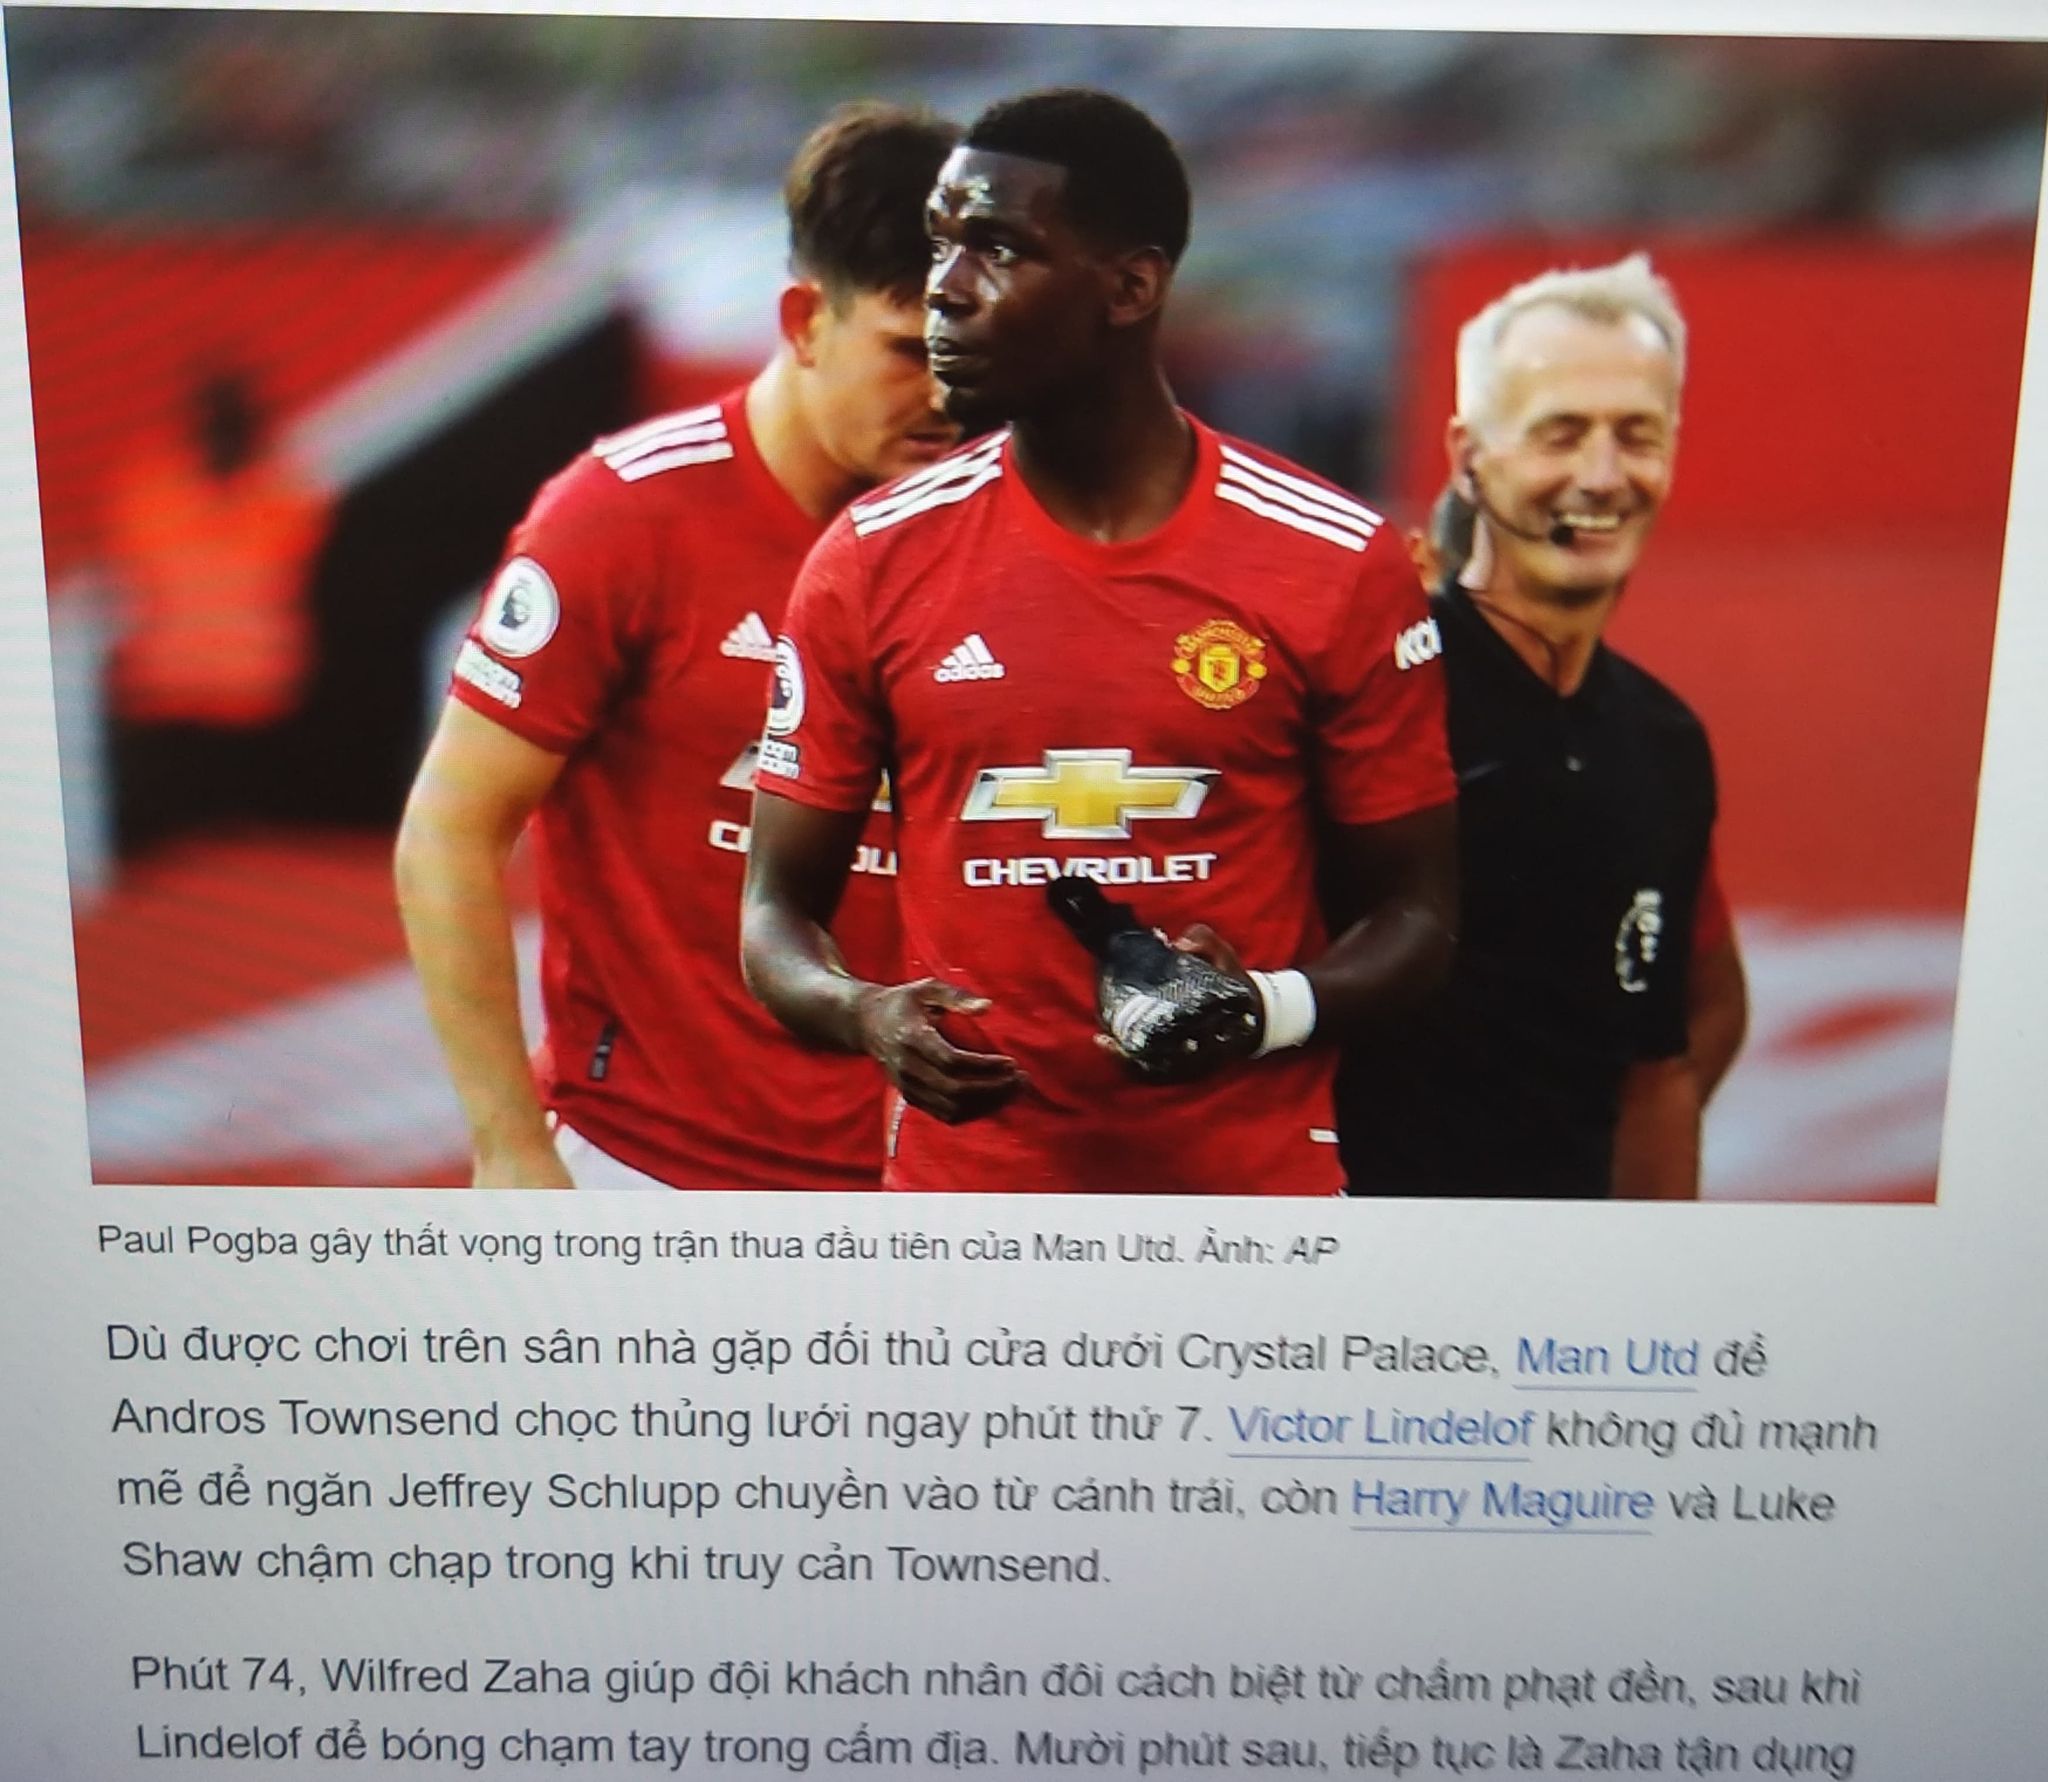 adidas
adidas
KOH
CHEVROLET
Paul Pogba gây thất vọng trong trận thua đầu tiên của Man Utd. Ảnh: AP
Dù được chơi trên sân nhà gặp đối thủ cửa dưới Crystal Palace, Man Utd để
Andros Townsend chọc thủng lưới ngay phút thứ 7. Victor Lindelof không đủ mạnh
mẽ để ngăn Jeffrey Schlupp chuyền vào từ cánh trái, còn Harry Maguire và Luke
Shaw chậm chạp trong khi truy cản Townsend.
Phút 74, Wilfred Zaha giúp đội khách nhân đôi cách biệt từ chấm phạt đền, sau khi
Lindelof để bóng chạm tay trong cấm địa. Mười phút sau, tiếp tục là Zaha tận dụng